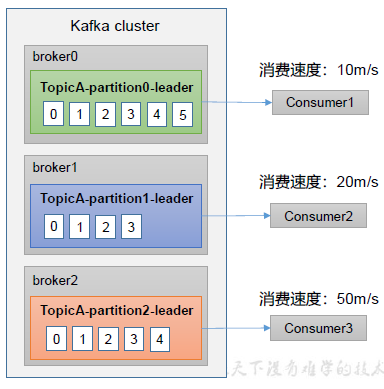 Kafka cluster
broker0
TopicA-partition0-leader
0 1 2 3 4 5
消费速度：10m/s
Consumer1
broker1
TopicA-partition1-leader
0 1 2 3
消费速度：20m/s
Consumer2
broker2
TopicA-partition2-leader
0 1 2 3 4
消费速度：50m/s
Consumer3
天下没有难学的技术